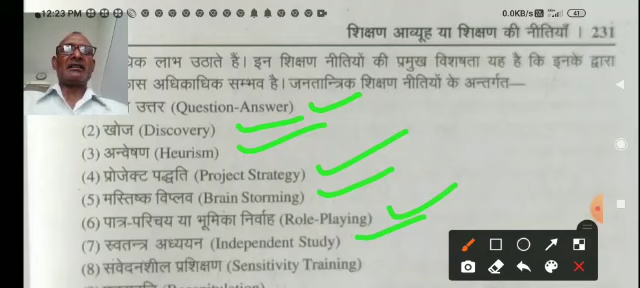 12:23 PM
0.0KB/s
43
शिक्षण आव्यूह या शिक्षण की नीतियाँ | 231
लाभ उठाते हैं। इन शिक्षण नीतियों की प्रमुख विशषता यह है कि इनके द्वारा
अधिकाधिक सम्भव है। जनतान्त्रिक शिक्षण नीतियों के अन्तर्गत—
उत्तर (Question-Answer)
(2) खोज (Discovery)
(3) अन्वेषण (Heurism)
(4) प्रोजेक्ट पद्धति (Project Strategy)
(5) मस्तिष्क विप्लव (Brain Storming)
(6) पात्र-परिचय या भूमिका निर्वाह (Role-Playing)
(7) स्वतन्त्र अध्ययन (Independent Study)
(8) संवेदनशील प्रशिक्षण (Sensitivity Training)